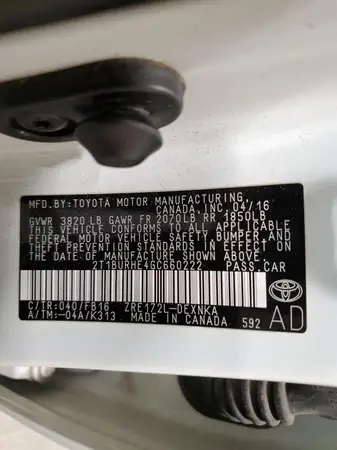 MFD.BY:TOYOTA MOTOR MANUFACTURING
CANADA,INC. 04/16
GVWR 3820LB GAWR FR 2070LB RR 1850LB
THIS VEHICLE CONFORMS TO ALL APPLICABLE
FEDERAL MOTOR VEHICLE SAFETY, BUMPER, AND
THEFT PREVENTION STANDARDS IN EFFECT ON
THE DATE OF MANUFACTURE SHOWN ABOVE.
2T1BURHE4GC660222 PASS.CAR
C/TR:040/FB16 ZRE172L-DEXNKA
A/TM:-04A/K313 MADE IN CANADA 592
AD
TOYOTA